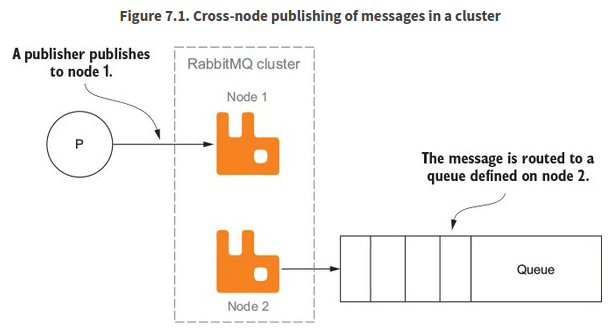 Figure 7.1. Cross-node publishing of messages in a cluster
A publisher publishes
to node 1.
RabbitMQ cluster
Node 1
P
The message is routed to a
queue defined on node 2.
Queue
Node 2